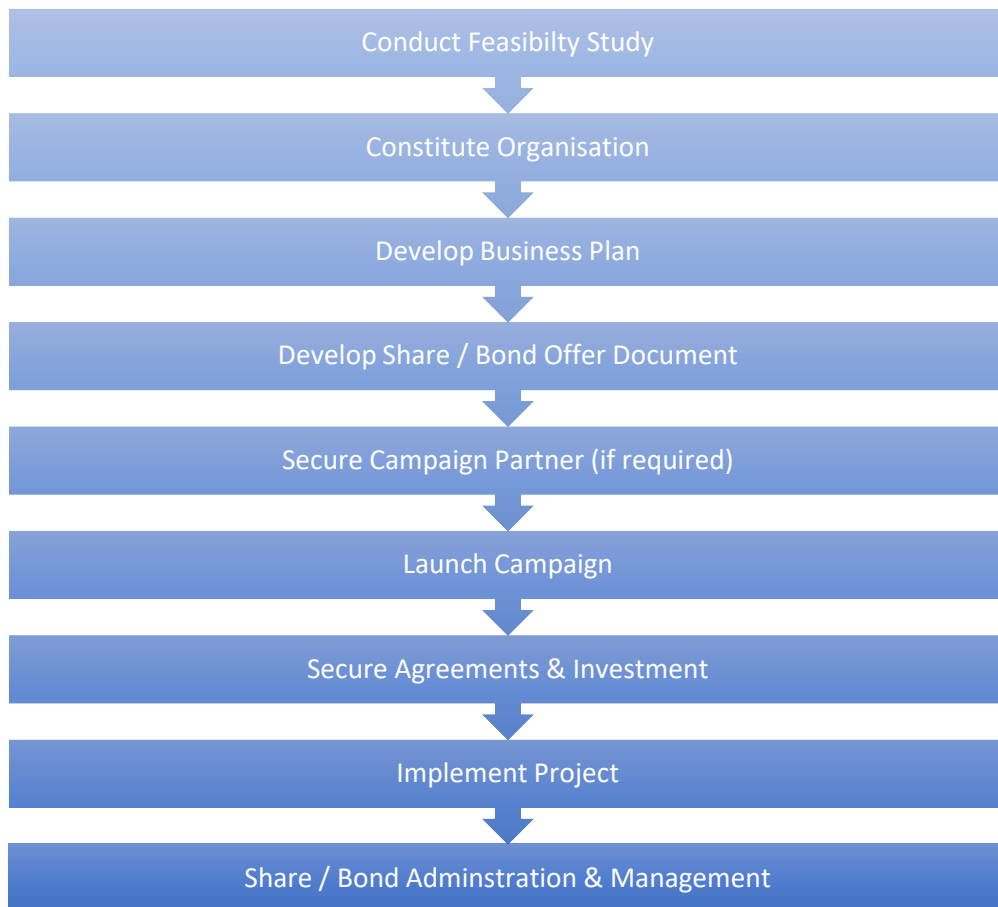 Conduct Feasibilty Study
Constitute Organisation
Develop Business Plan
Develop Share / Bond Offer Document
Secure Campaign Partner (if required)
Launch Campaign
Secure Agreements & Investment
Implement Project
Share / Bond Adminstration & Management